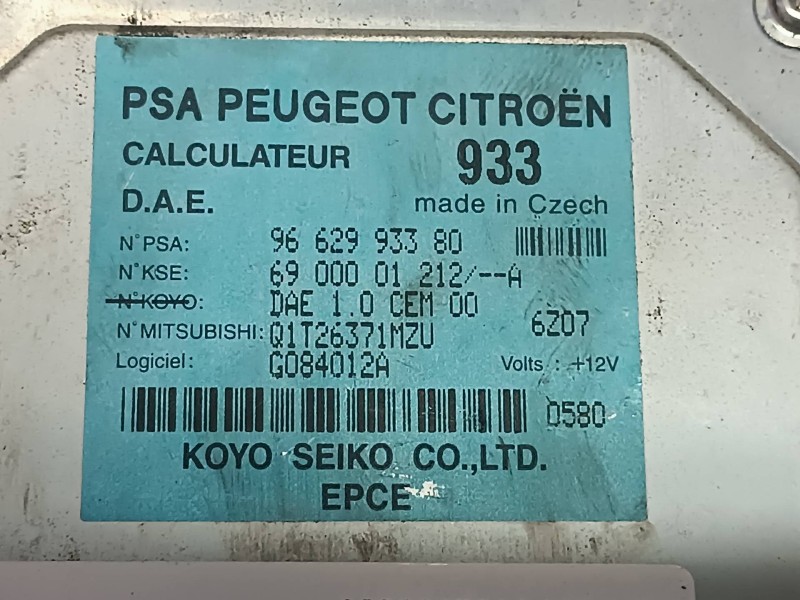 PSA PEUGEOT CITROËN
CALCULATEUR 933
D.A.E. made in Czech
N°PSA: 96 629 933 80
N°KSE: 69 000 01 212/--A
N°KOYO: DAE 1.0 CEM 00
N°MITSUBISHI: Q1T26371MZU 6Z07
Logiciel: G084012A Volts : +12V
0580
KOYO SEIKO CO.,LTD.
EPCE